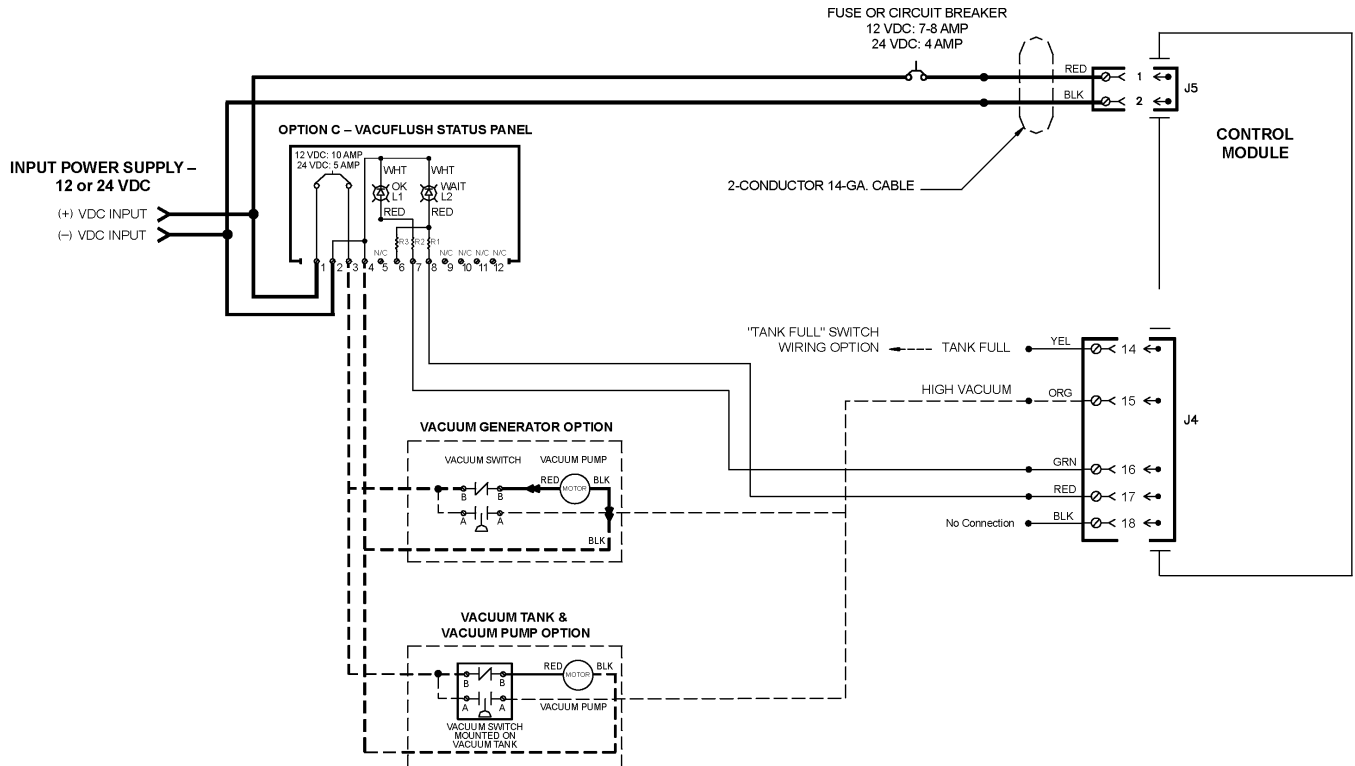 FUSE OR CIRCUIT BREAKER
12 VDC: 7-8 AMP
24 VDC: 4 AMP
RED
1
BLK
2
J5
CONTROL
MODULE
2-CONDUCTOR 14-GA. CABLE
OPTION C – VACUFLUSH STATUS PANEL
12 VDC: 10 AMP
24 VDC: 5 AMP
WHT
WHT
OK
L1
WAIT
L2
RED
RED
R3
R2
R1
N/C
N/C
N/C
N/C
N/C
1
2
3
4
5
6
7
8
9
10
11
12
INPUT POWER SUPPLY –
12 or 24 VDC
(+) VDC INPUT
(–) VDC INPUT
"TANK FULL" SWITCH
WIRING OPTION
TANK FULL
YEL
14
HIGH VACUUM
ORG
15
J4
GRN
16
RED
17
No Connection
BLK
18
VACUUM GENERATOR OPTION
VACUUM SWITCH
VACUUM PUMP
RED
MOTOR
BLK
B
B
A
A
BLK
VACUUM TANK &
VACUUM PUMP OPTION
RED
MOTOR
BLK
B
B
A
A
VACUUM PUMP
VACUUM SWITCH
MOUNTED ON
VACUUM TANK